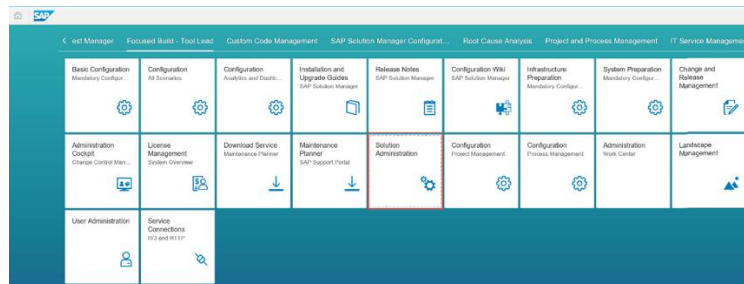 SAP
Test Manager Focused Build - Tool Lead Custom Code Management SAP Solution Manager Configurat... Root Cause Analysis Project and Process Management IT Service Manageme
Basic Configuration
Mandatory Configur...
Configuration
All Scenarios
Configuration
Analytics and Dashb...
Installation and
Upgrade Guides
SAP Solution Manager
Release Notes
SAP Solution Manager
Configuration Wiki
SAP Solution Manager
Infrastructure
Preparation
Mandatory Configur...
System Preparation
Mandatory Configur...
Change and
Release
Management
Administration
Cockpit
Change Control Man...
License
Management
System Overview
Download Service
Maintenance Planner
Maintenance
Planner
SAP Support Portal
Solution
Administration
Configuration
Project Management
Configuration
Process Management
Administration
Work Center
Landscape
Management
User Administration
Service
Connections
R/3 and HTTP